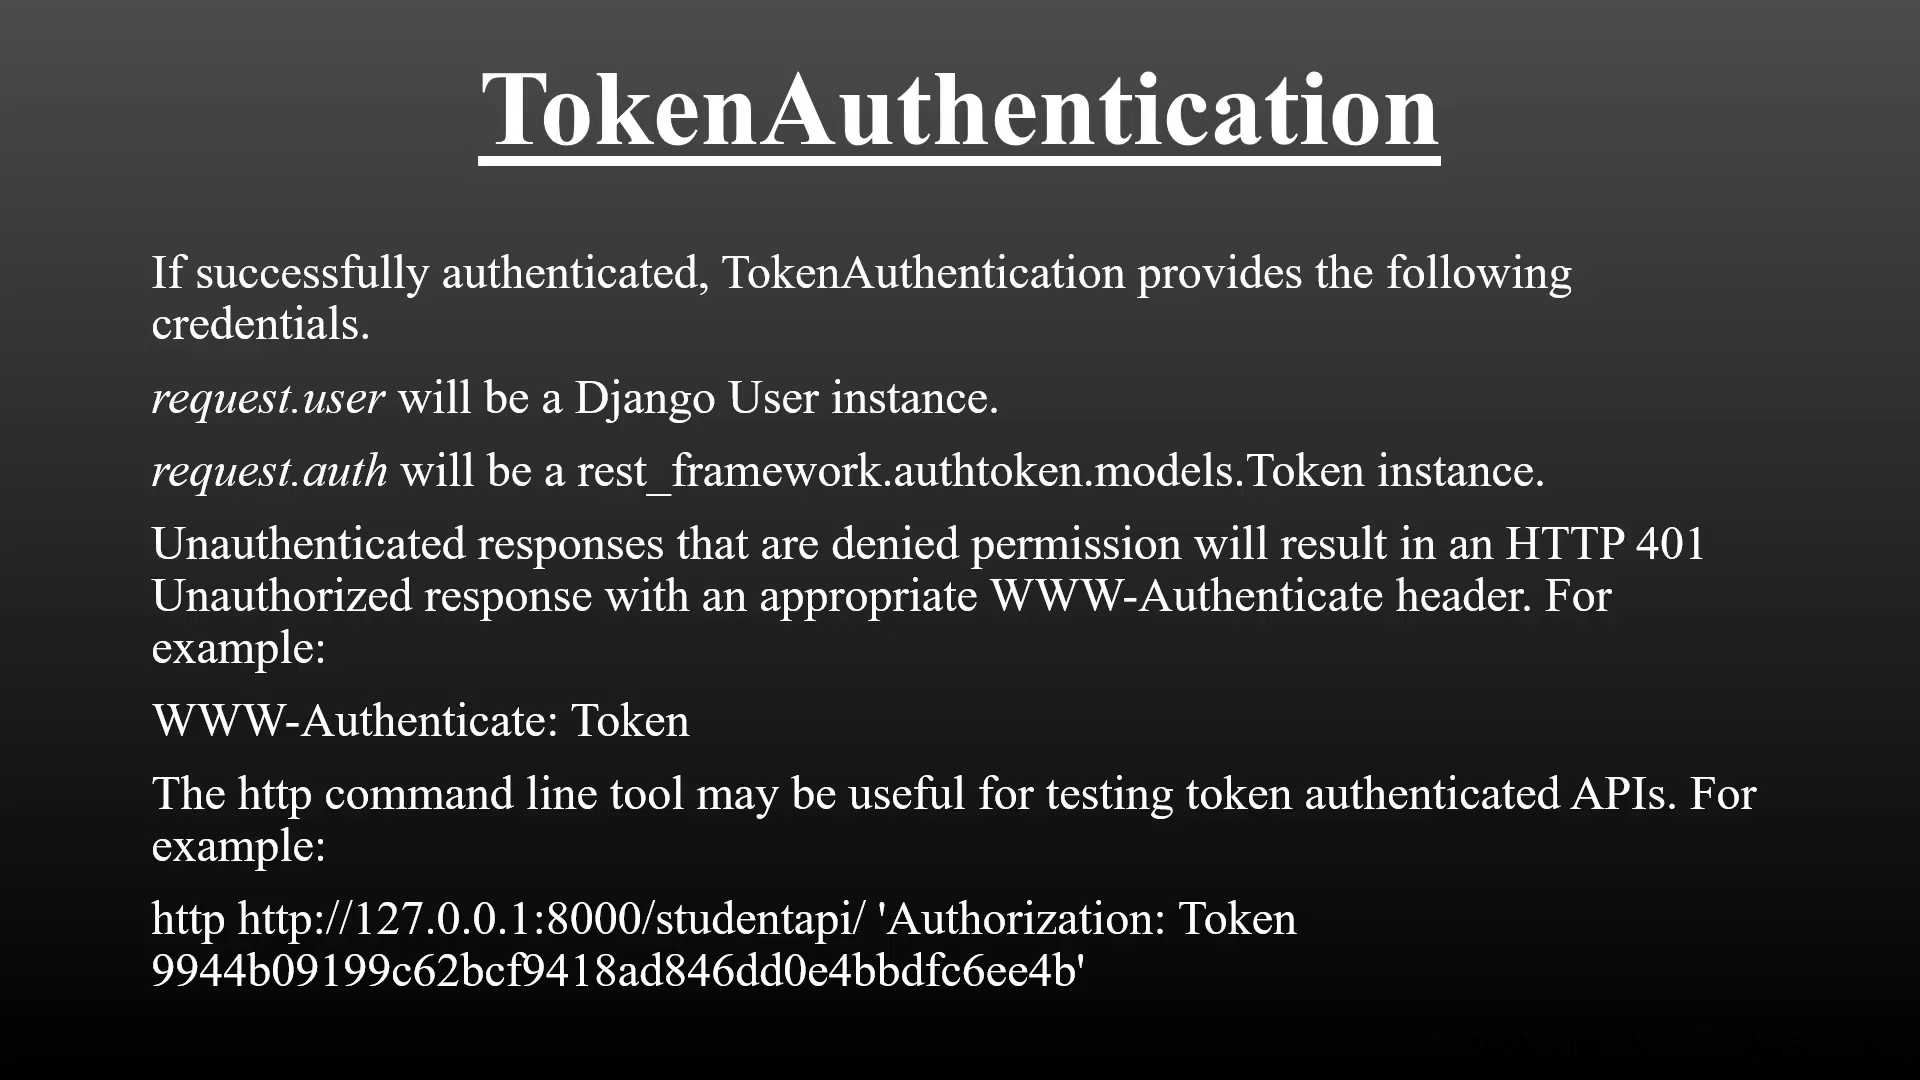 TokenAuthentication
If successfully authenticated, TokenAuthentication provides the following
credentials.
request.user will be a Django User instance.
request.auth will be a rest_framework.authtoken.models.Token instance.
Unauthenticated responses that are denied permission will result in an HTTP 401
Unauthorized response with an appropriate WWW-Authenticate header. For
example:
WWW-Authenticate: Token
The http command line tool may be useful for testing token authenticated APIs. For
example:
http http://127.0.0.1:8000/studentapi/ 'Authorization: Token
9944b09199c62bcf9418ad846dd0e4bbdfc6ee4b'